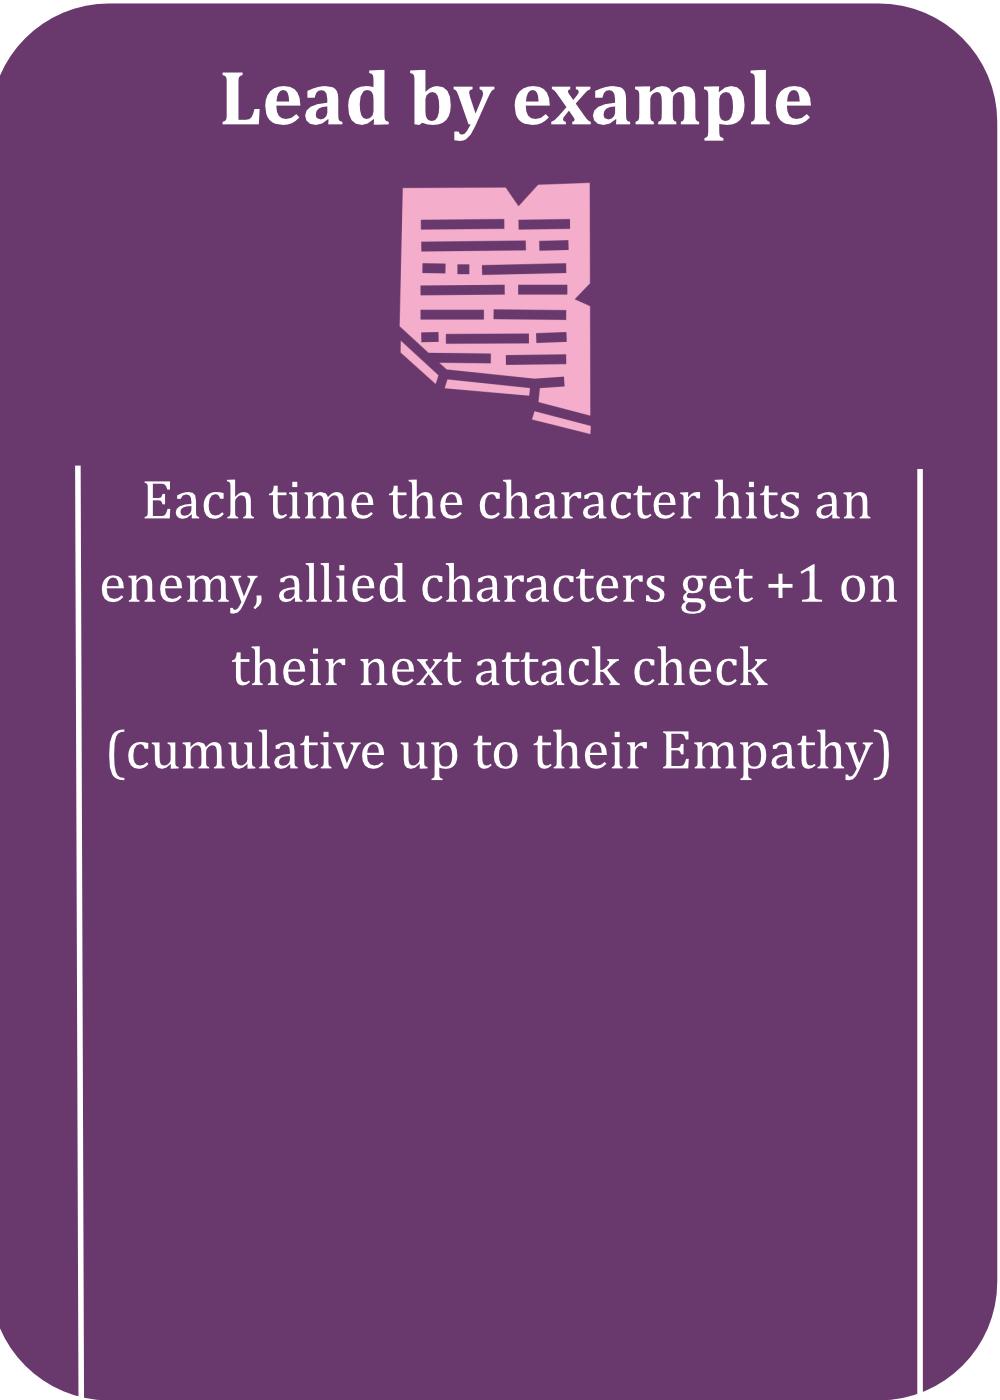 Lead by example
Each time the character hits an
enemy, allied characters get +1 on
their next attack check
(cumulative up to their Empathy)